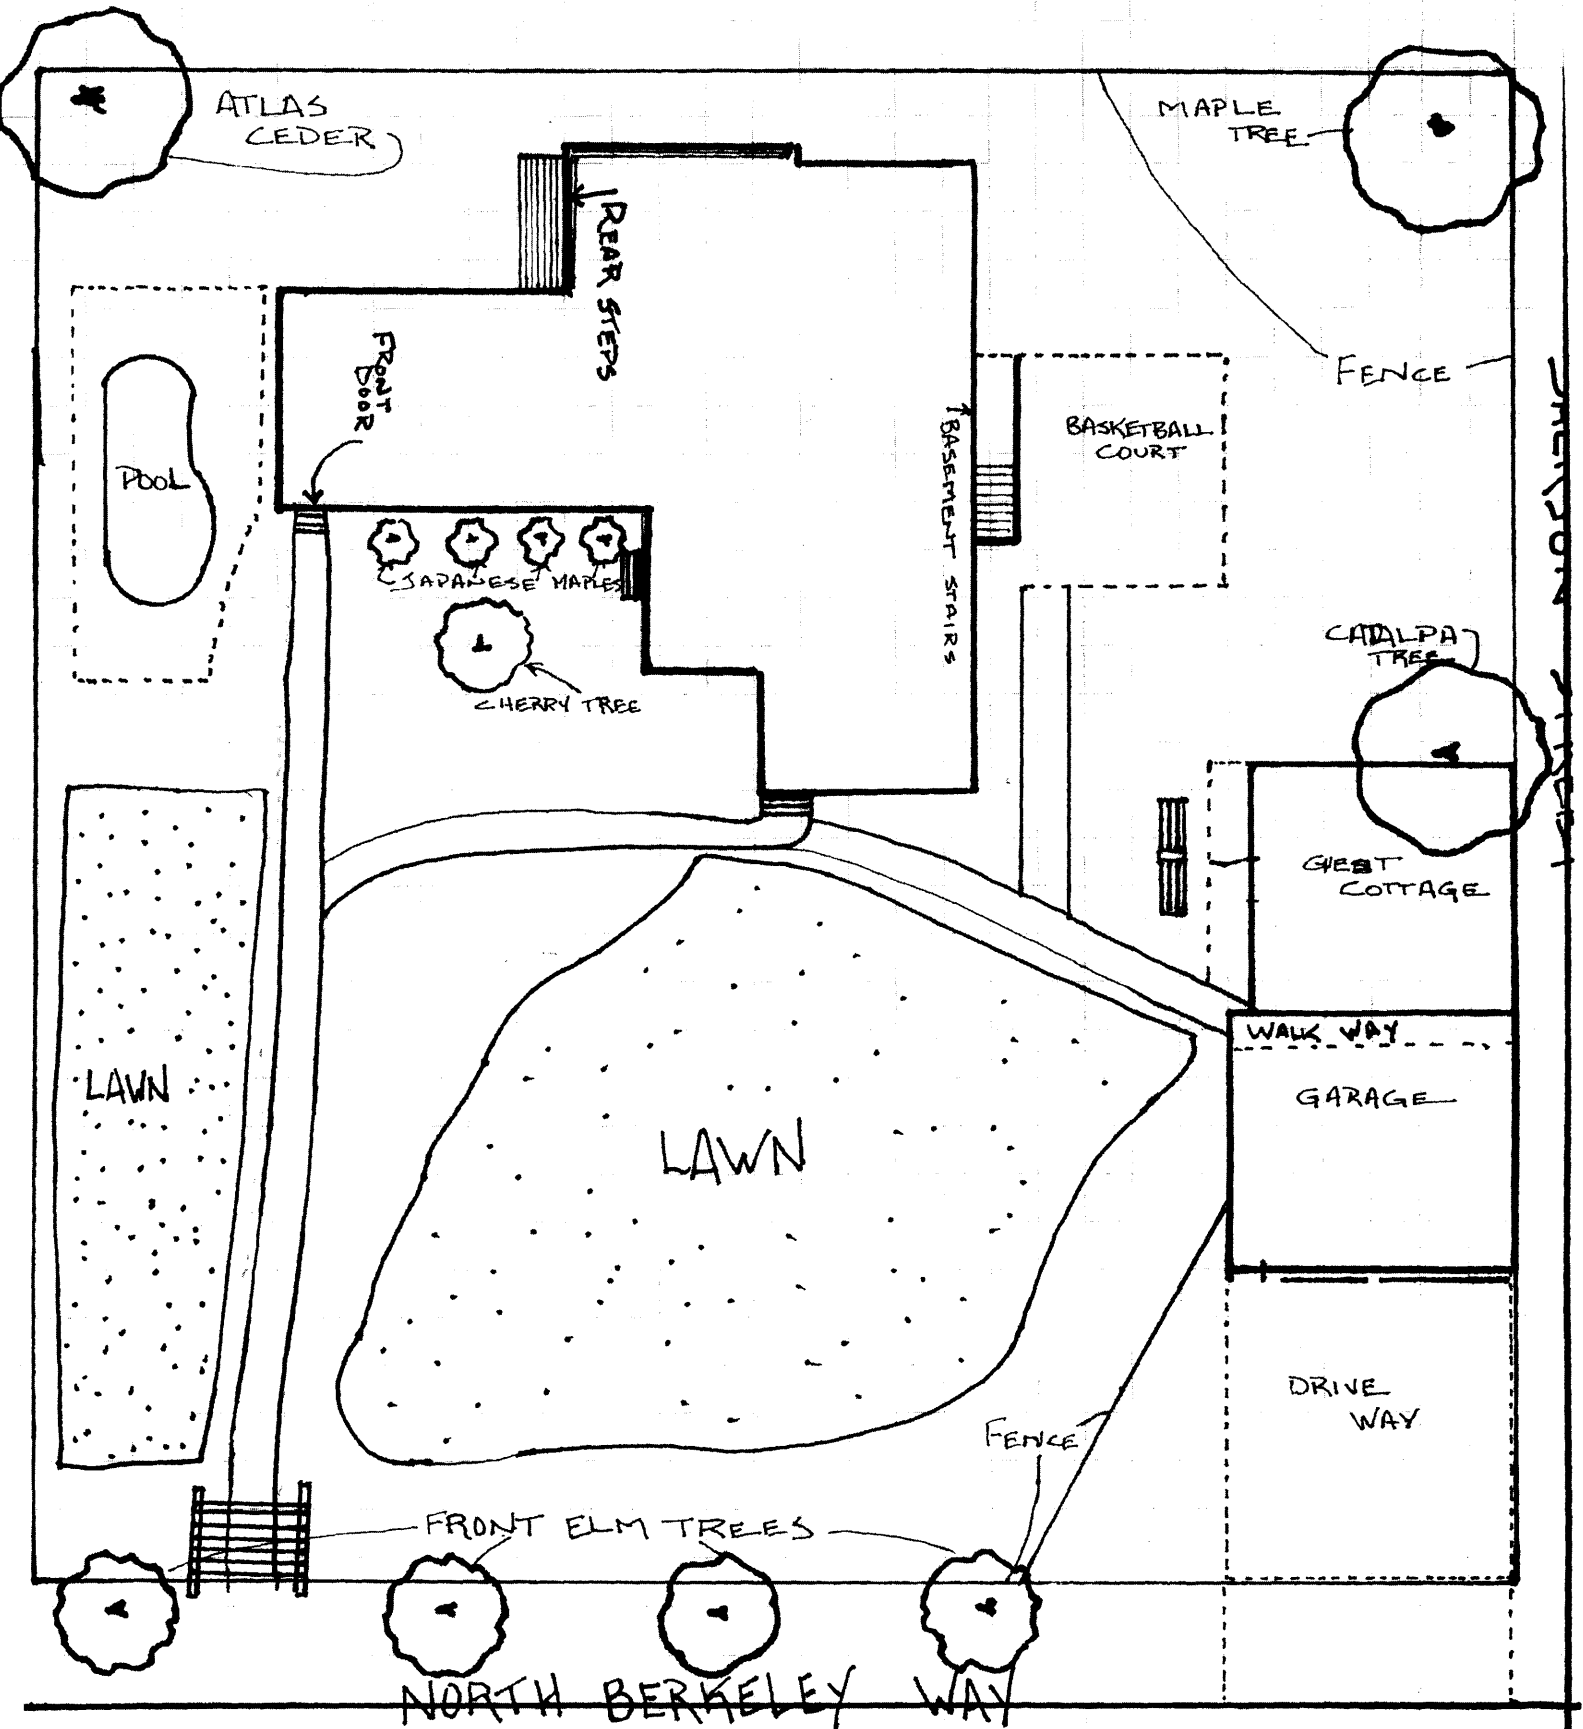 ATLAS
CEDER
MAPLE
TREE
REAR STEPS
FRONT
DOOR
FENCE
BASKETBALL
COURT
POOL
BASEMENT STAIRS
JAPANESE MAPLES
CATALPA
TREE
CHERRY TREE
COTTAGE
WALK WAY
GARAGE
LAWN
LAWN
DRIVE
WAY
FENCE
FRONT ELM TREES
NORTH BERKELEY WAY